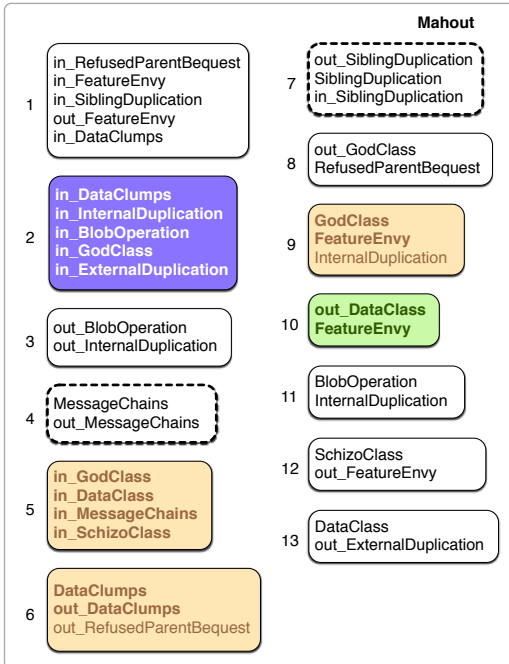 Mahout
1
in_RefusedParentBequest
in_FeatureEnvy
in_SiblingDuplication
out_FeatureEnvy
in_DataClumps
2
in_DataClumps
in_InternalDuplication
in_BlobOperation
in_GodClass
in_ExternalDuplication
3
out_BlobOperation
out_InternalDuplication
4
MessageChains
out_MessageChains
5
in_GodClass
in_DataClass
in_MessageChains
in_SchizoClass
6
DataClumps
out_DataClumps
out_RefusedParentBequest
7
out_SiblingDuplication
SiblingDuplication
in_SiblingDuplication
8
out_GodClass
RefusedParentBequest
9
GodClass
FeatureEnvy
InternalDuplication
10
out_DataClass
FeatureEnvy
11
BlobOperation
InternalDuplication
12
SchizoClass
out_FeatureEnvy
13
DataClass
out_ExternalDuplication